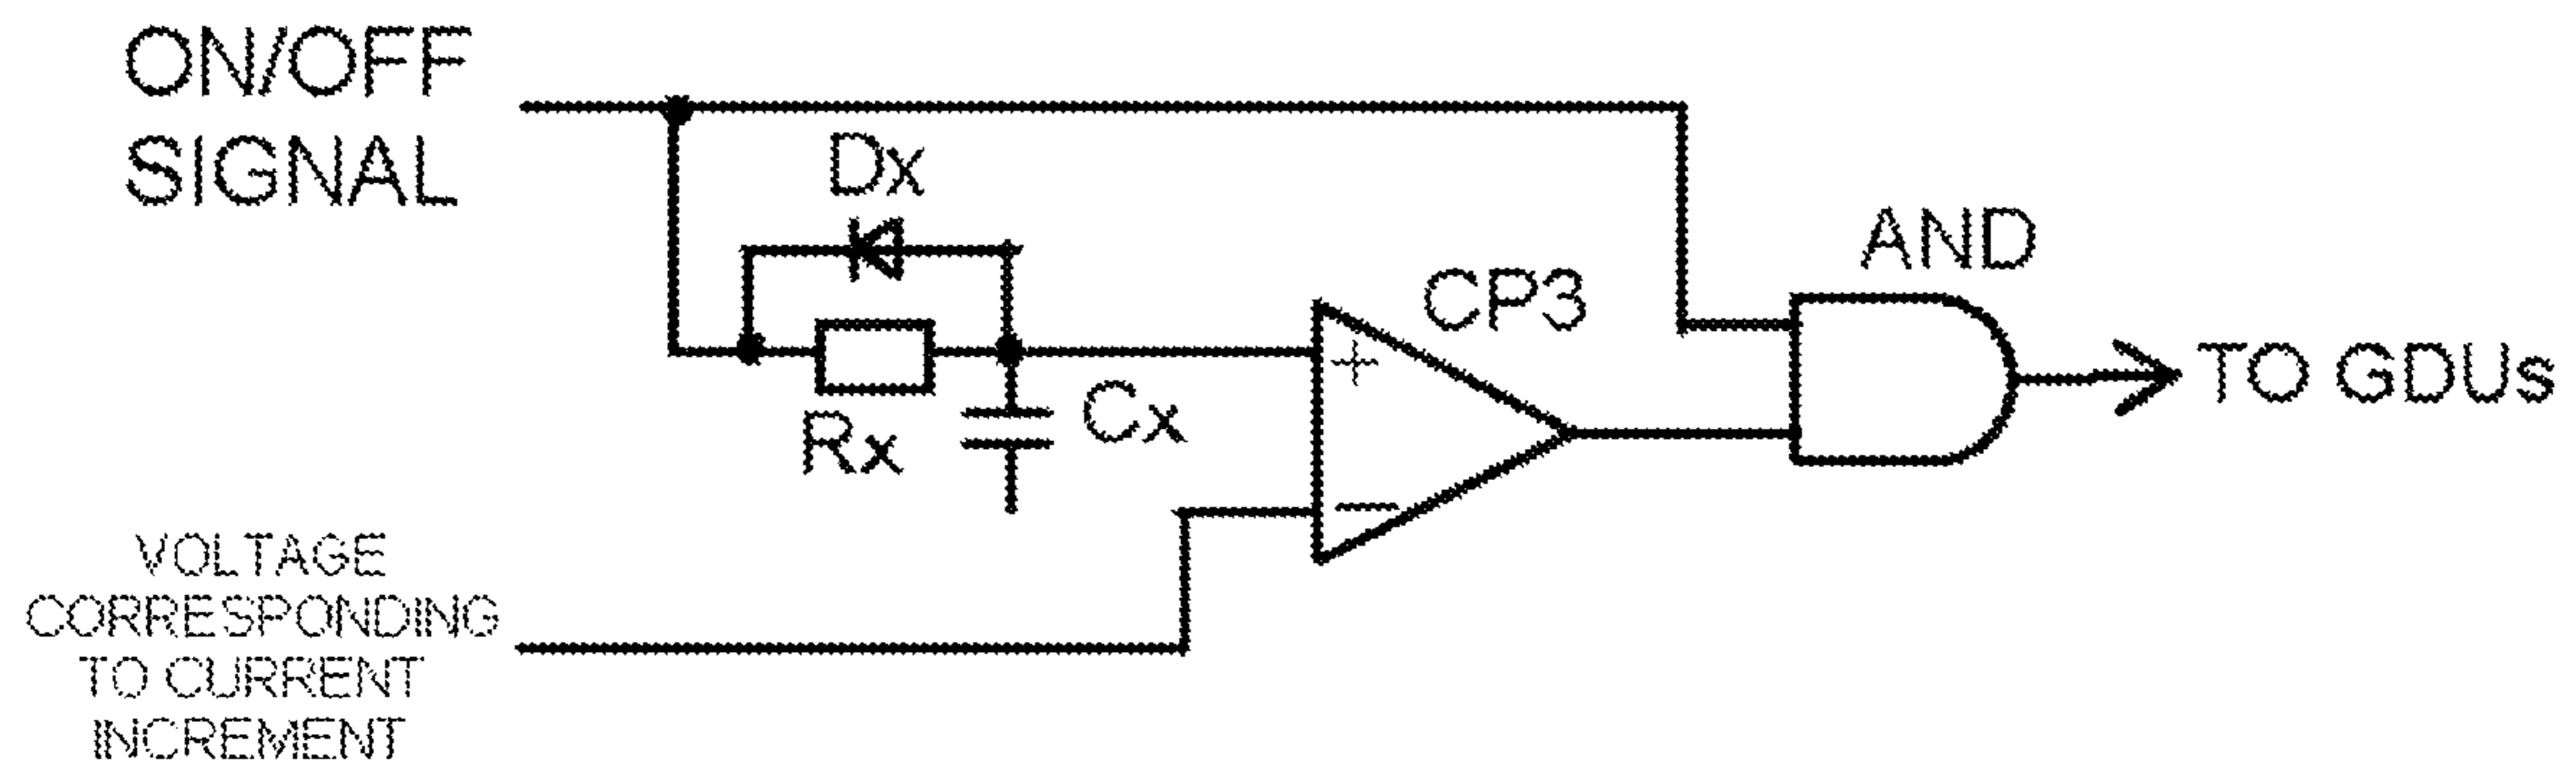 ON/OFF
SIGNAL
Dx
AND
CP3
+
TO GDUs
Rx
Cx
−
VOLTAGE
CORRESPONDING
TO CURRENT
INCREMENT